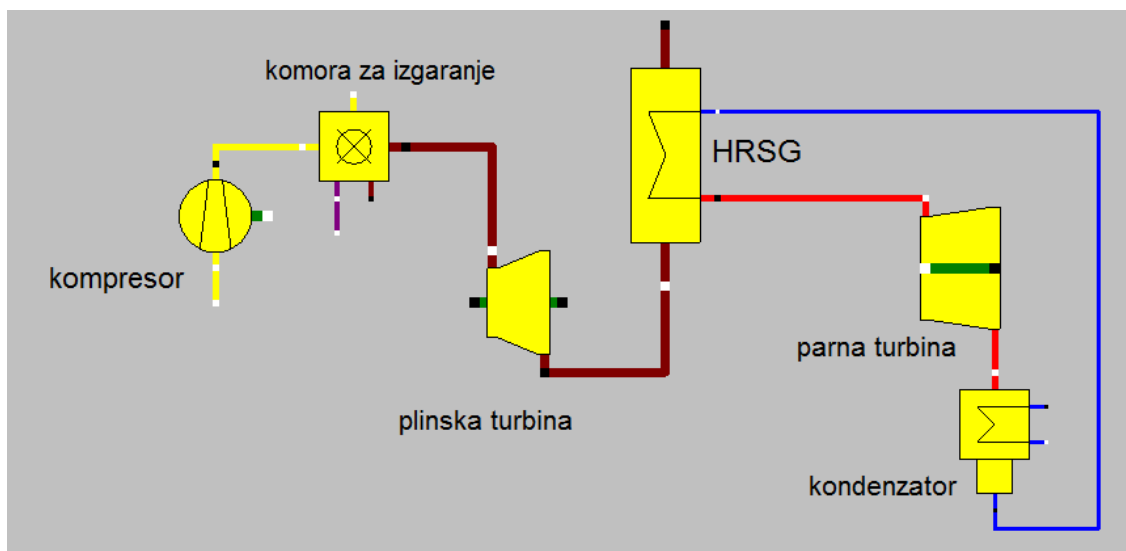 komora za izgaranje
HRSG
kompresor
parna turbina
plinska turbina
kondenzator